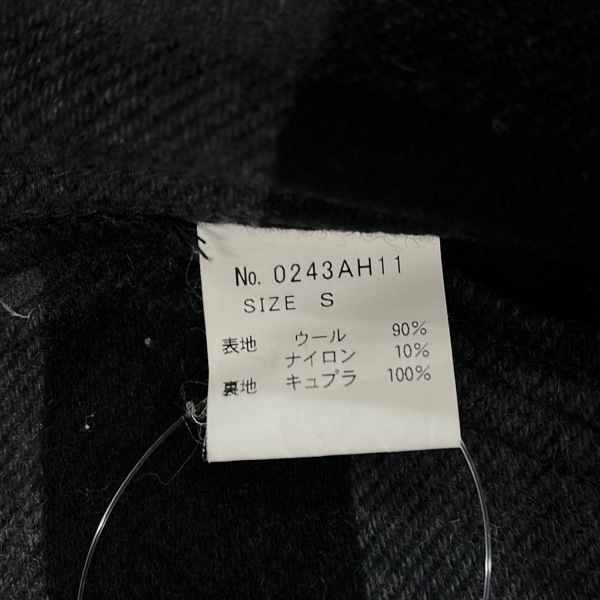 No. 0243AH11
SIZE S
表地 ウール 90%
ナイロン 10%
裏地 キュプラ 100%